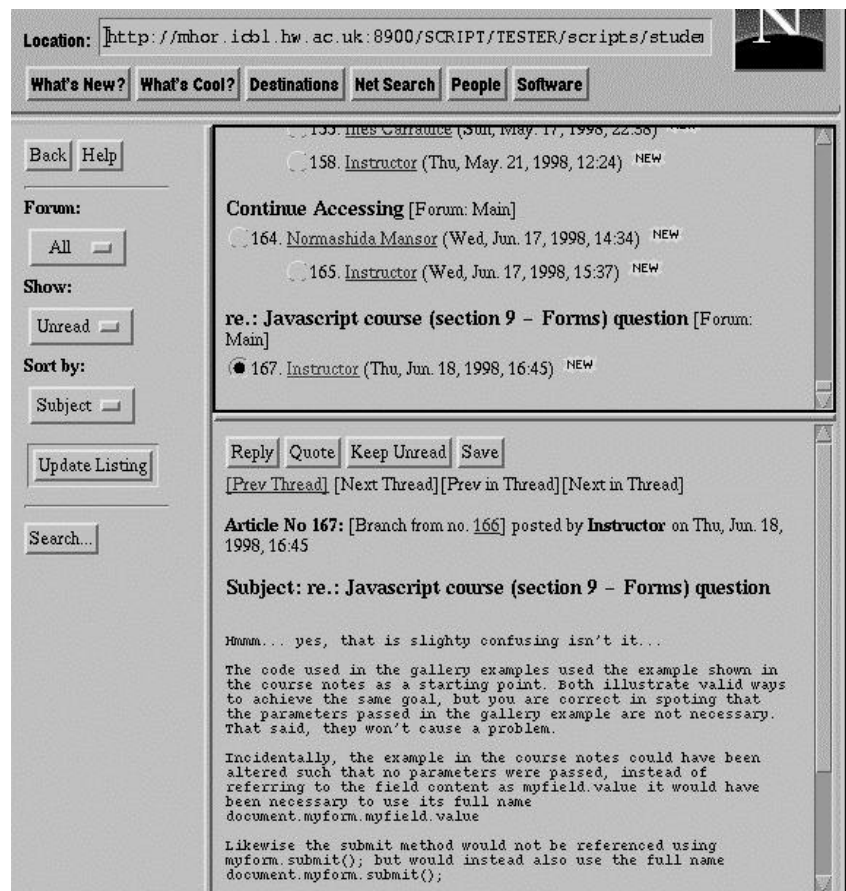 N
Location: http://mhor.icbl.hw.ac.uk:8900/SCRIPT/TESTER/scripts/studen
What's New? What's Cool? Destinations Net Search People Software
Back Help
Forum:
All
Show:
Unread
Sort by:
Subject
Update Listing
Search...
155. Ines Carradice (Sun, May. 17, 1998, 22:58) NEW
158. Instructor (Thu, May. 21, 1998, 12:24) NEW
Continue Accessing [Forum: Main]
164. Normashida Mansor (Wed, Jun. 17, 1998, 14:34) NEW
165. Instructor (Wed, Jun. 17, 1998, 15:37) NEW
re.: Javascript course (section 9 – Forms) question [Forum:
Main]
167. Instructor (Thu, Jun. 18, 1998, 16:45) NEW
Reply Quote Keep Unread Save
[Prev Thread] [Next Thread][Prev in Thread][Next in Thread]
Article No 167: [Branch from no. 166] posted by Instructor on Thu, Jun. 18,
1998, 16:45
Subject: re.: Javascript course (section 9 – Forms) question
Hmmm... yes, that is slighty confusing isn't it...
The code used in the gallery examples used the example shown in
the course notes as a starting point. Both illustrate valid ways
to achieve the same goal, but you are correct in spoting that
the parameters passed in the gallery example are not necessary.
That said, they won't cause a problem.
Incidentally, the example in the course notes could have been
altered such that no parameters were passed, instead of
referring to the field content as myfield.value it would have
been necessary to use its full name
document.myform.myfield.value
Likewise the submit method would not be referenced using
myform.submit(); but would instead also use the full name
document.myform.submit();